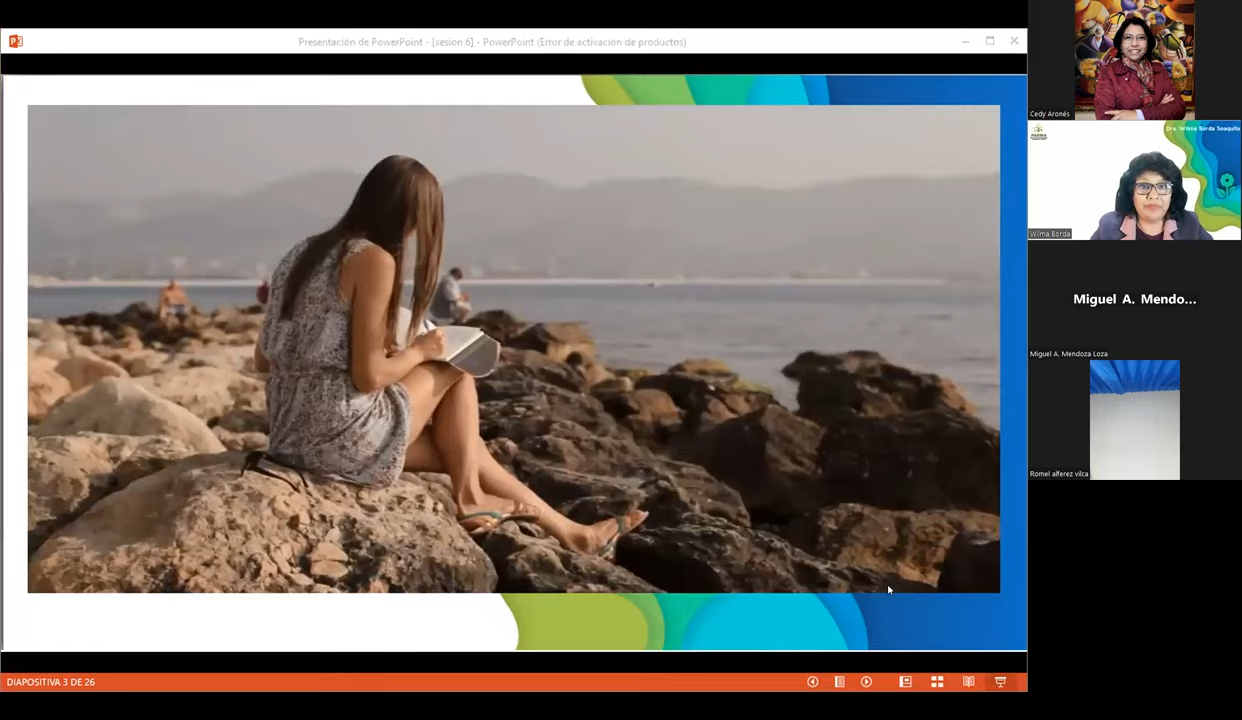 Presentación de PowerPoint - [sesion 6] - PowerPoint (Error de activación de productos)
Cedy Aronés
Dra. Wilma Borda Soaquita
Wilma Borda
Miguel A. Mendo...
Miguel A. Mendoza Loza
Romel alferez vilca
DIAPOSITIVA 3 DE 26